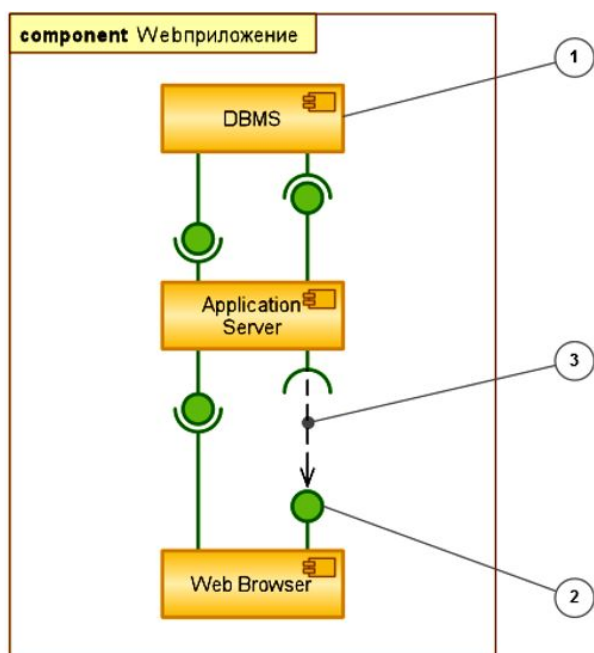 component Webприложение
1
DBMS
Application
Server
3
Web Browser
2